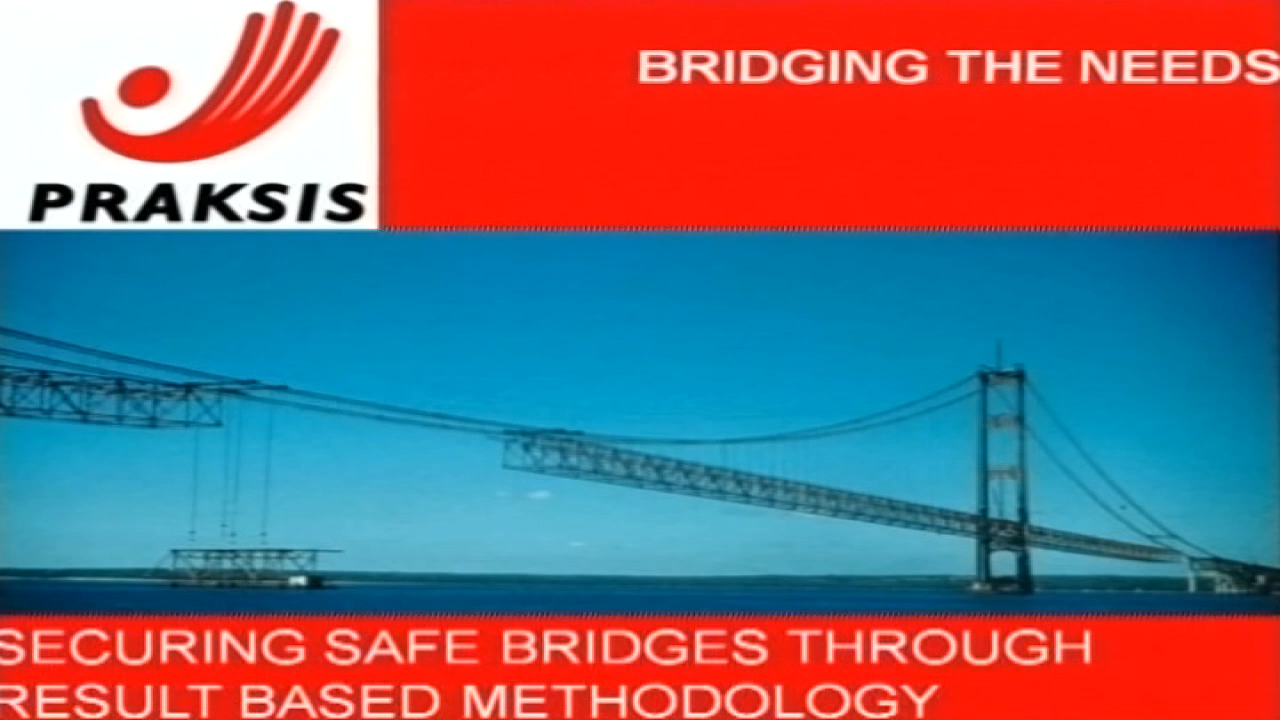 BRIDGING THE NEEDS
PRAKSIS
SECURING SAFE BRIDGES THROUGH
RESULT BASED METHODOLOGY